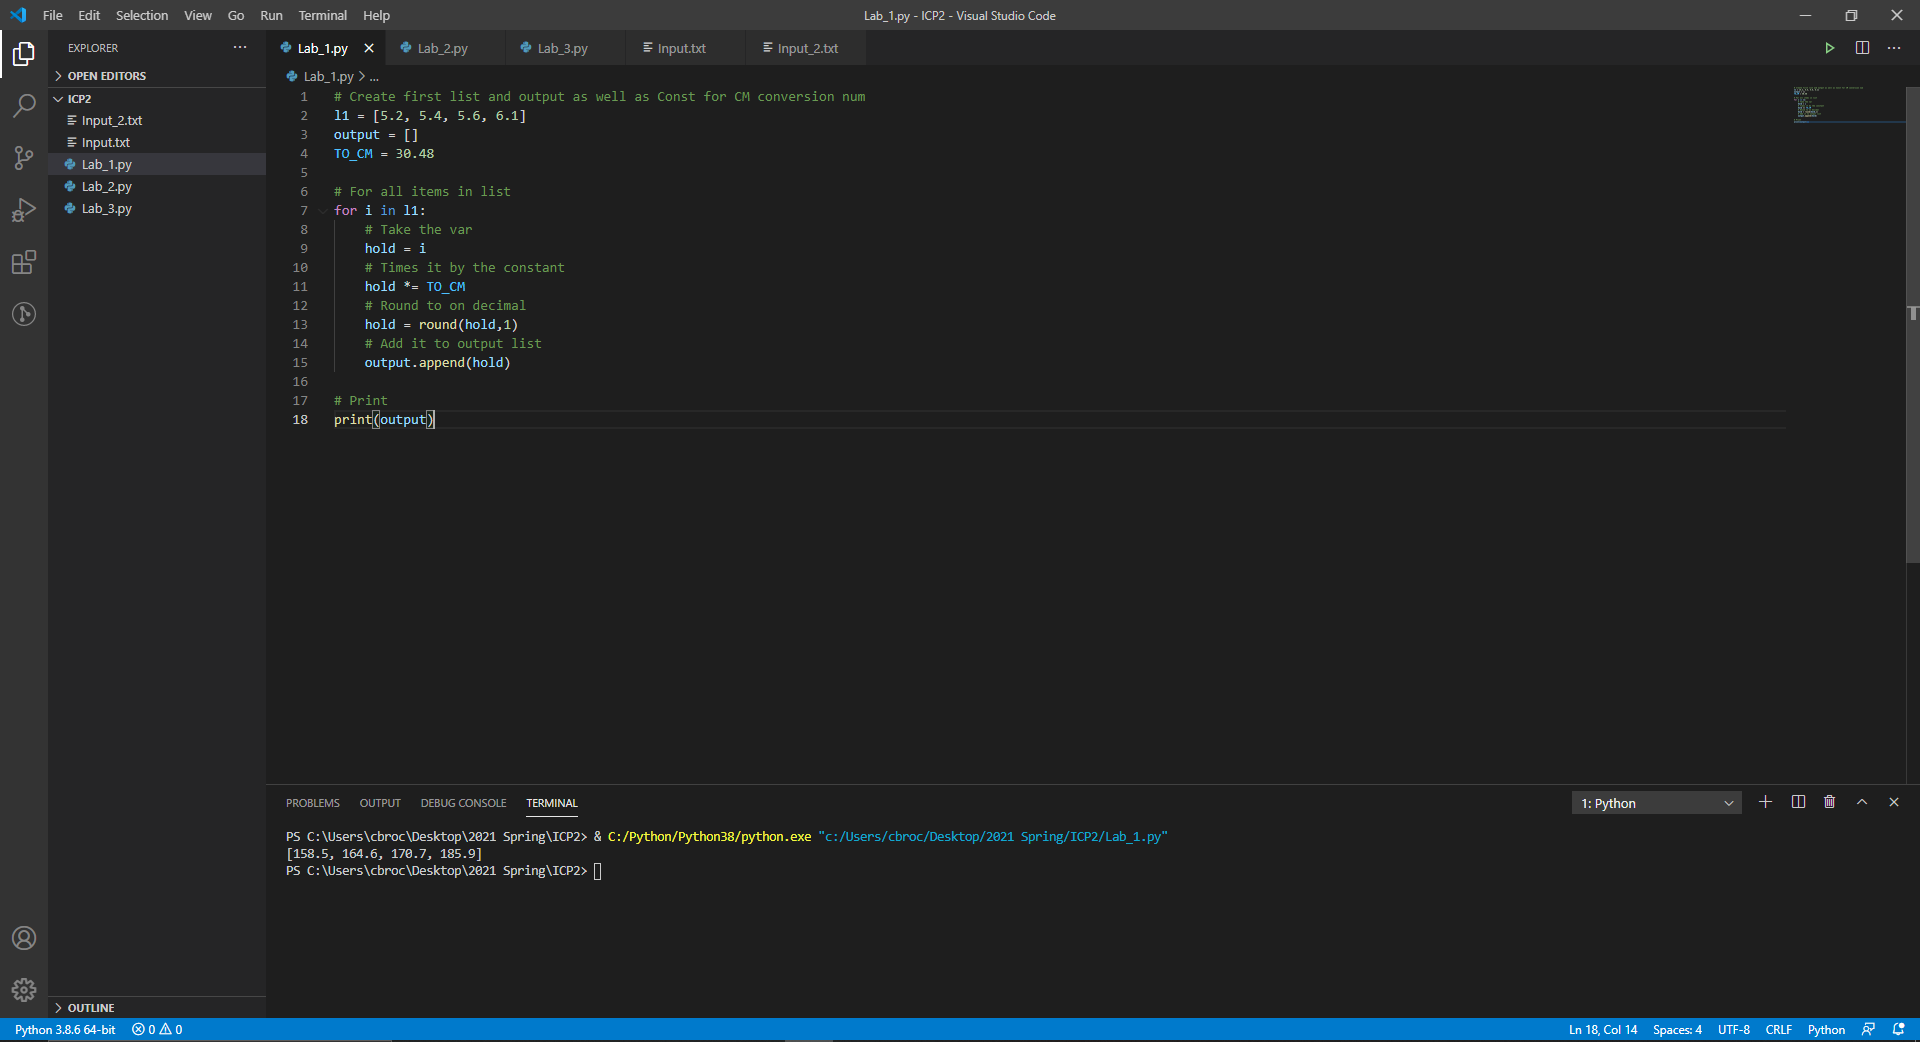 File Edit Selection View Go Run Terminal Help
Lab_1.py - ICP2 - Visual Studio Code
EXPLORER
OPEN EDITORS
ICP2
Input_2.txt
Input.txt
Lab_1.py
Lab_2.py
Lab_3.py
OUTLINE
Lab_1.py Lab_2.py Lab_3.py Input.txt Input_2.txt
Lab_1.py > ...
1 # Create first list and output as well as Const for CM conversion num
2 l1 = [5.2, 5.4, 5.6, 6.1]
3 output = []
4 TO_CM = 30.48
5
6 # For all items in list
7 for i in l1:
8     # Take the var
9     hold = i
10     # Times it by the constant
11     hold *= TO_CM
12     # Round to on decimal
13     hold = round(hold,1)
14     # Add it to output list
15     output.append(hold)
16
17 # Print
18 print(output)
PROBLEMS OUTPUT DEBUG CONSOLE TERMINAL
1: Python
PS C:\Users\cbroc\Desktop\2021 Spring\ICP2> & C:/Python/Python38/python.exe "c:/Users/cbroc/Desktop/2021 Spring/ICP2/Lab_1.py"
[158.5, 164.6, 170.7, 185.9]
PS C:\Users\cbroc\Desktop\2021 Spring\ICP2>
Python 3.8.6 64-bit 0 0
Ln 18, Col 14 Spaces: 4 UTF-8 CRLF Python